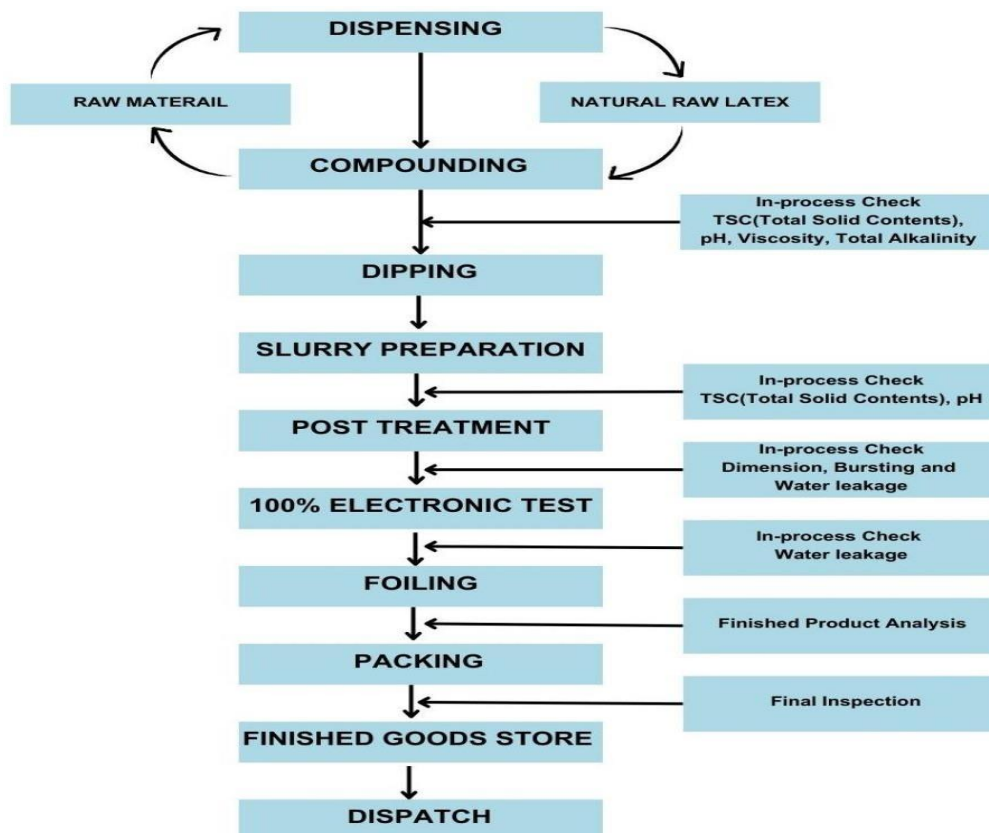 DISPENSING
RAW MATERAIL
NATURAL RAW LATEX
COMPOUNDING
In-process Check
TSC(Total Solid Contents),
pH, Viscosity, Total Alkalinity
DIPPING
SLURRY PREPARATION
In-process Check
TSC(Total Solid Contents), pH
POST TREATMENT
In-process Check
Dimension, Bursting and
Water leakage
100% ELECTRONIC TEST
In-process Check
Water leakage
FOILING
Finished Product Analysis
PACKING
Final Inspection
FINISHED GOODS STORE
DISPATCH